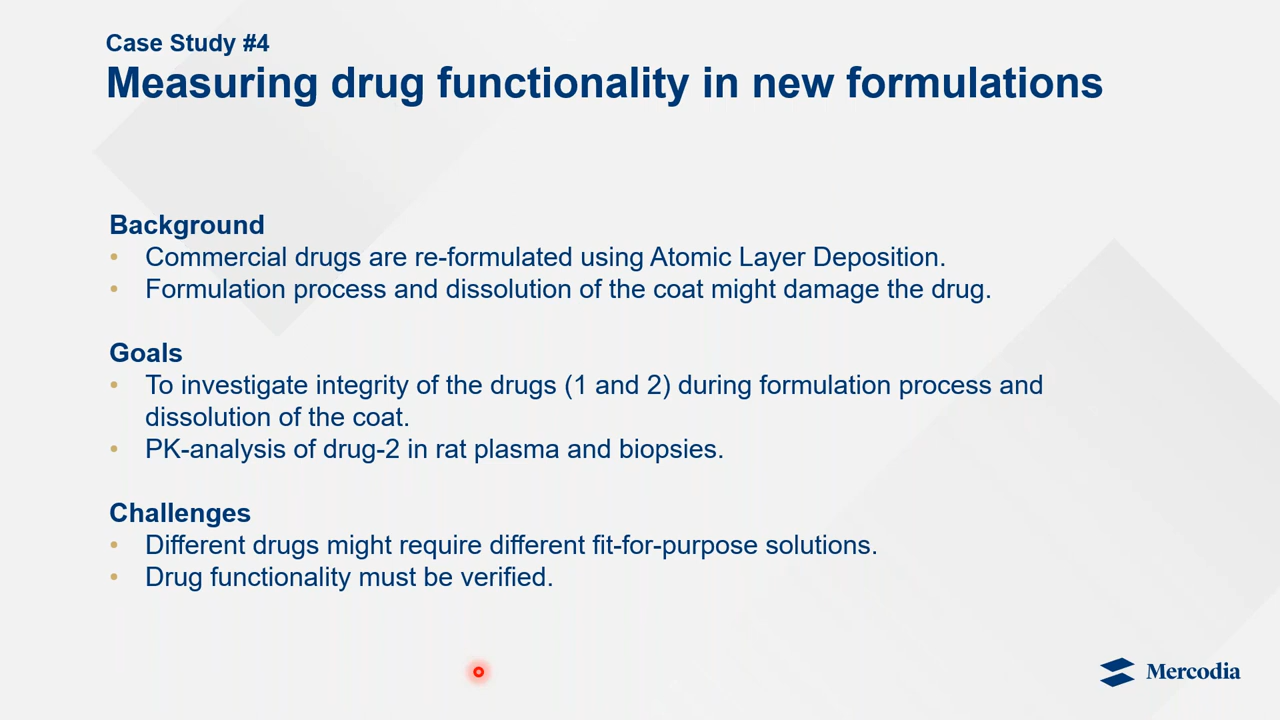 Case Study #4
Measuring drug functionality in new formulations
Background
• Commercial drugs are re-formulated using Atomic Layer Deposition.
• Formulation process and dissolution of the coat might damage the drug.
Goals
• To investigate integrity of the drugs (1 and 2) during formulation process and
dissolution of the coat.
• PK-analysis of drug-2 in rat plasma and biopsies.
Challenges
• Different drugs might require different fit-for-purpose solutions.
• Drug functionality must be verified.
Mercodia